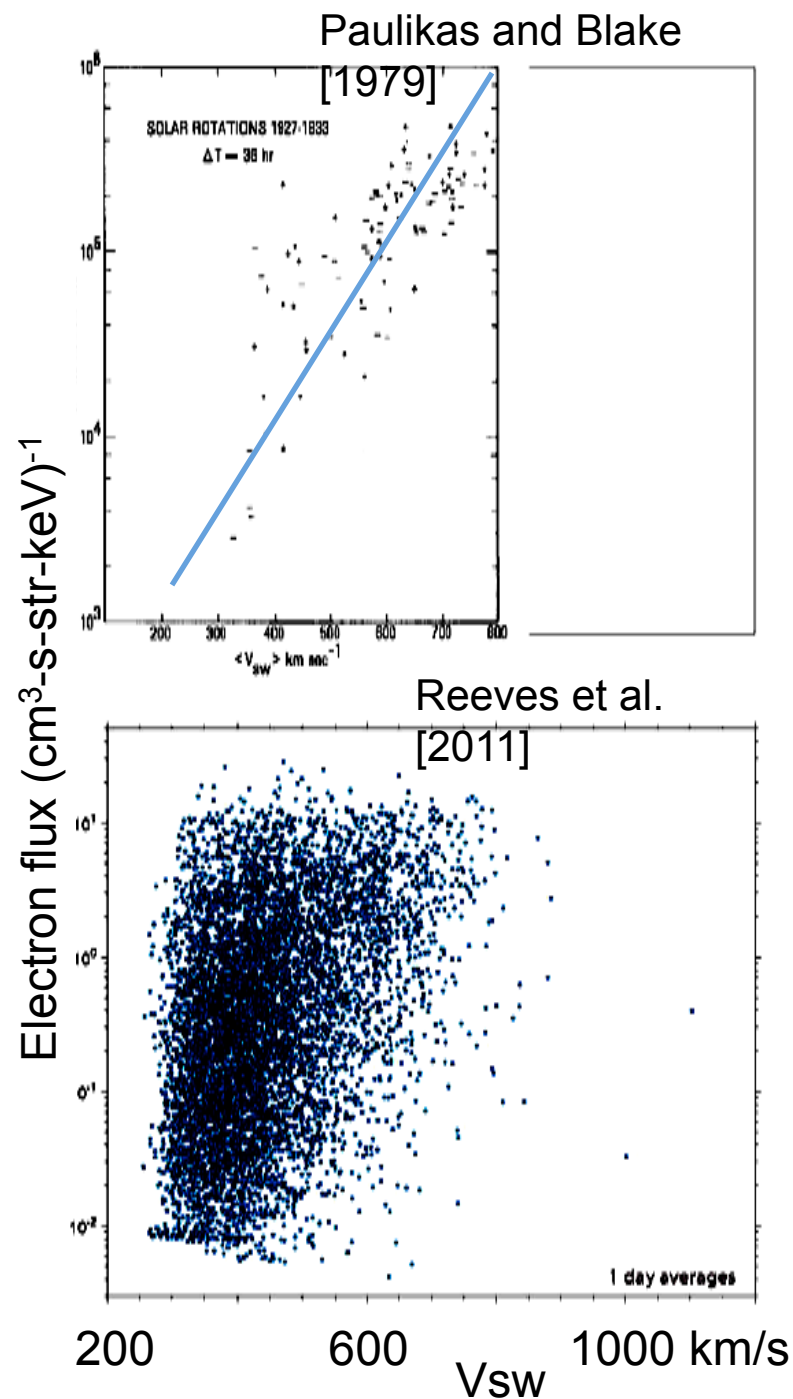 Paulikas and Blake
[1979]
SOLAR ROTATIONS 1927-1933
ΔT = 36 hr
10⁶
10⁵
10⁴
10³
200 300 400 500 600 700 800
<Vsw> km sec⁻¹
Electron flux (cm³-s-str-keV)⁻¹
Reeves et al.
[2011]
10¹
10⁰
10⁻¹
10⁻²
1 day averages
200 600 1000 km/s
Vsw